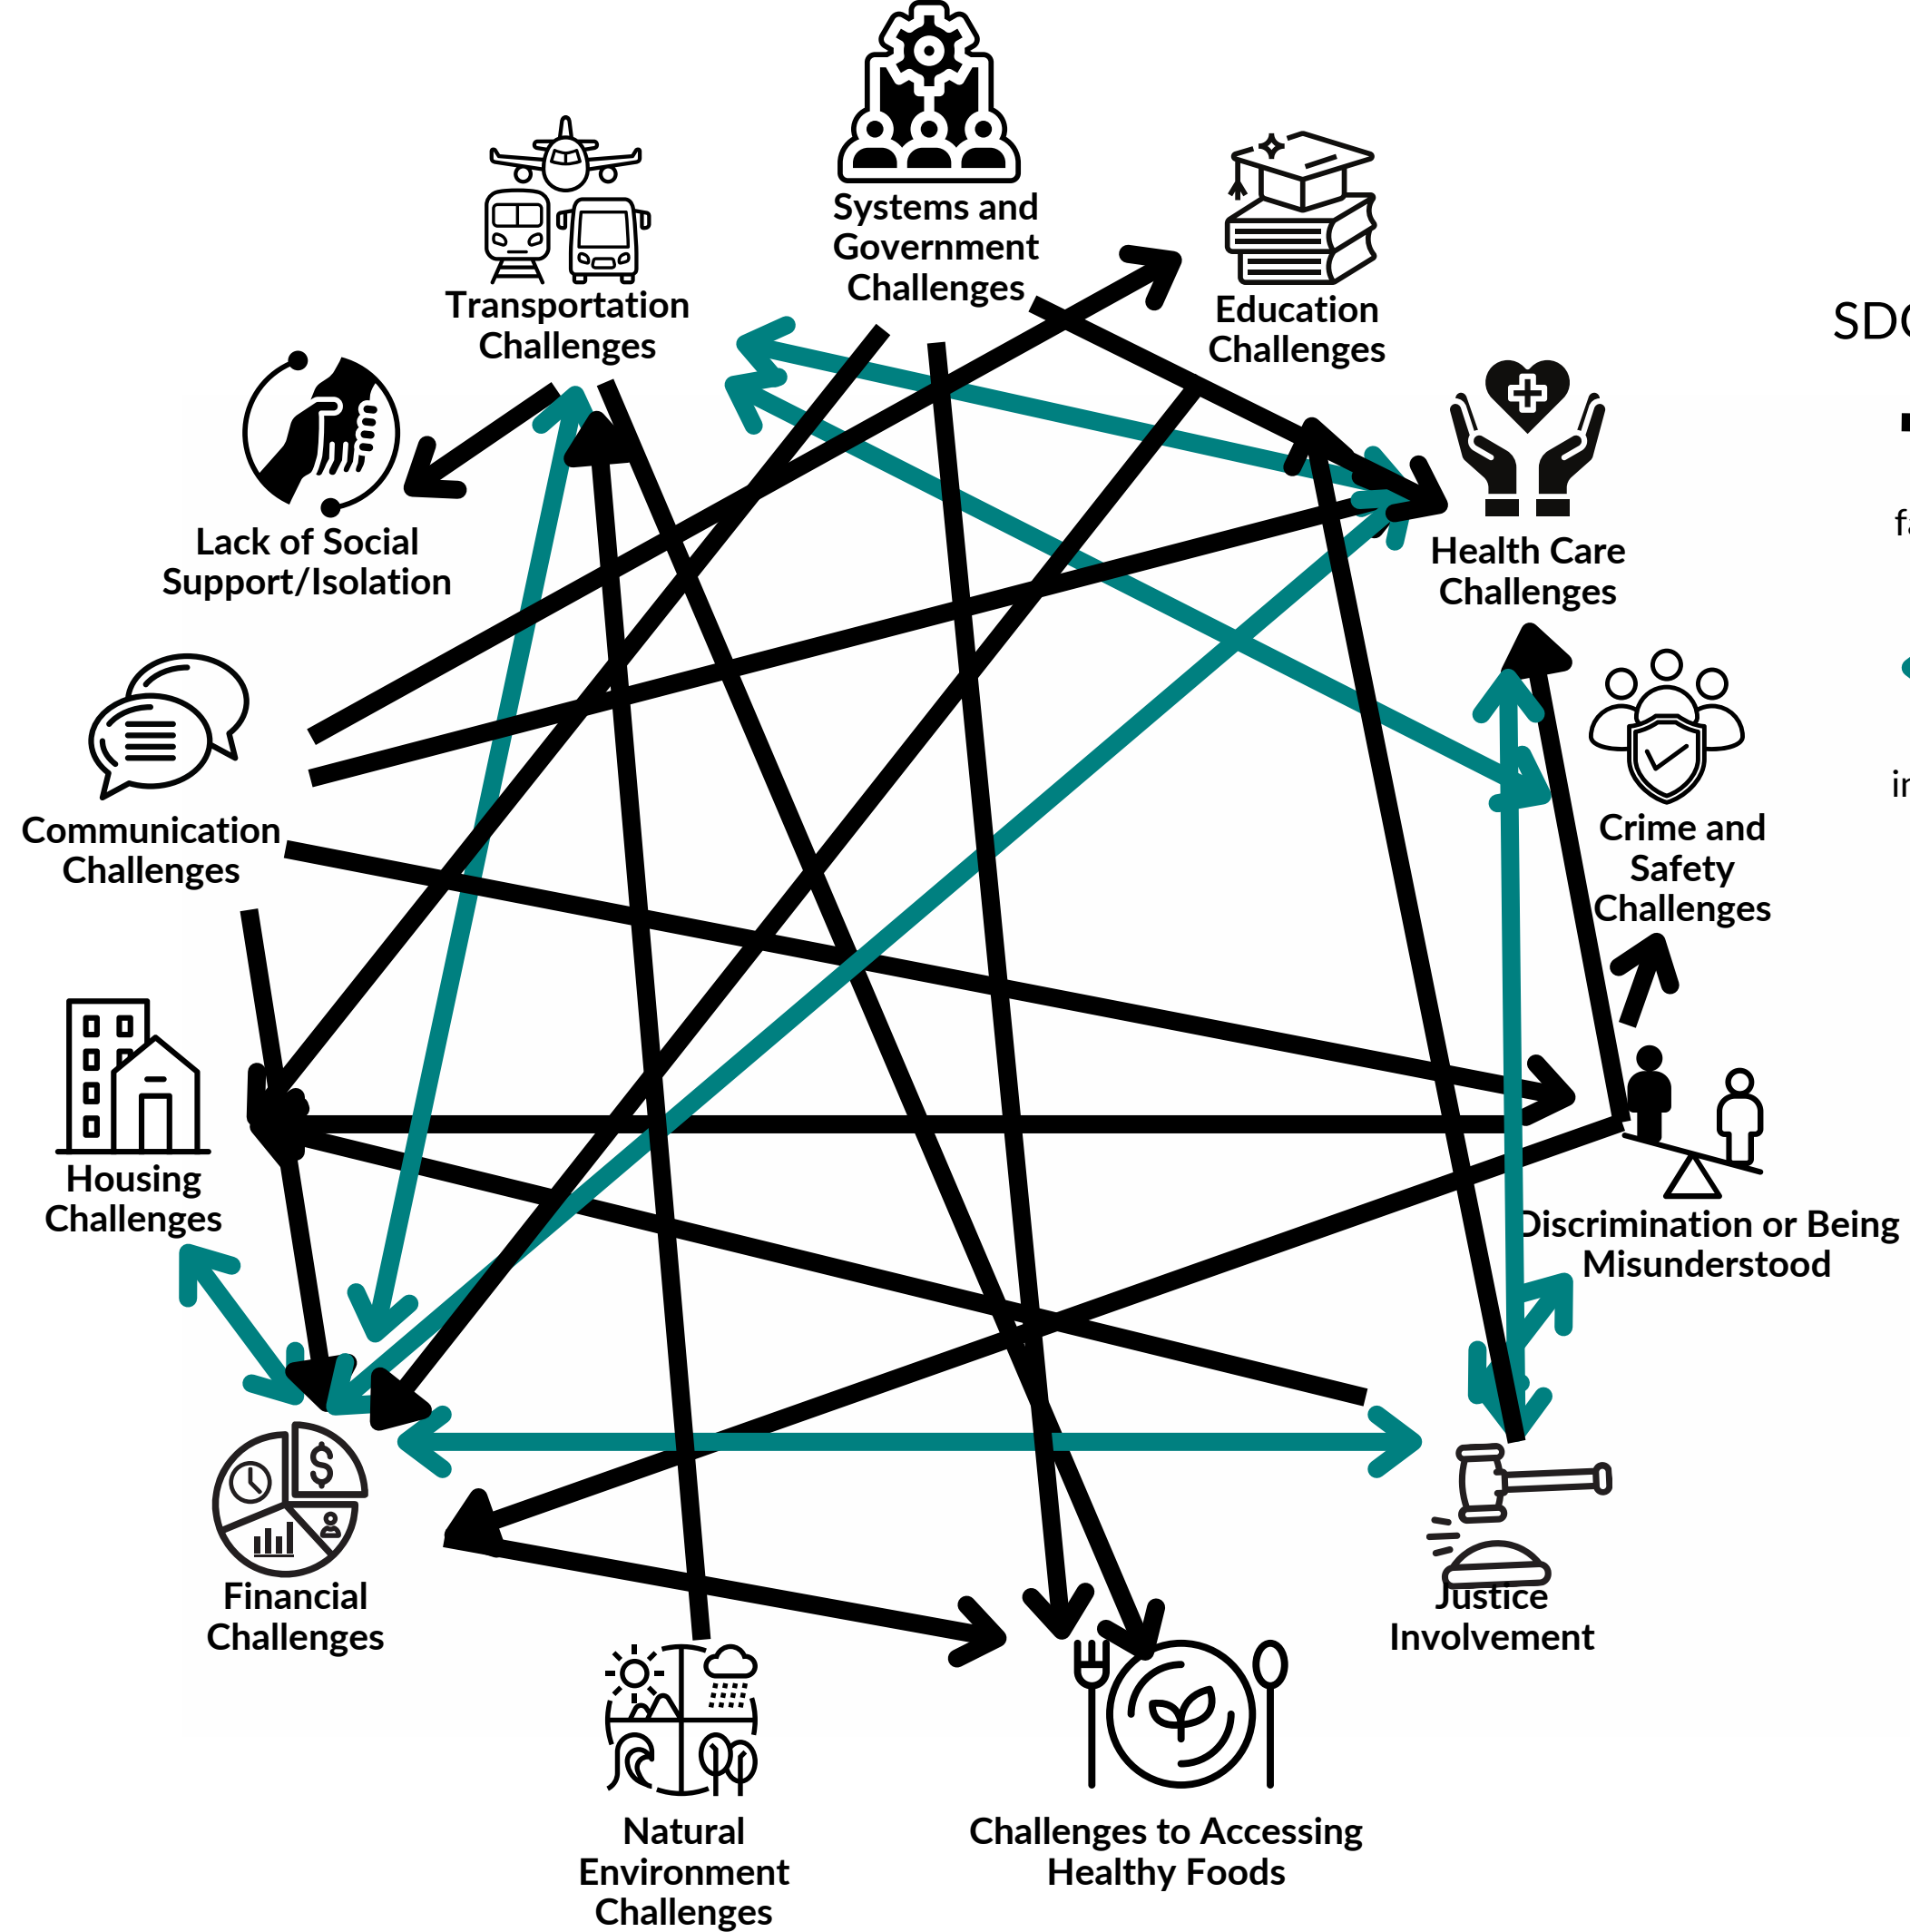 Systems and
Government
Challenges
Transportation
Challenges
Education
Challenges
Lack of Social
Support/Isolation
Health Care
Challenges
Communication
Challenges
Crime and
Safety
Challenges
Housing
Challenges
Discrimination or Being
Misunderstood
Financial
Challenges
Justice
Involvement
Natural
Environment
Challenges
Challenges to Accessing
Healthy Foods